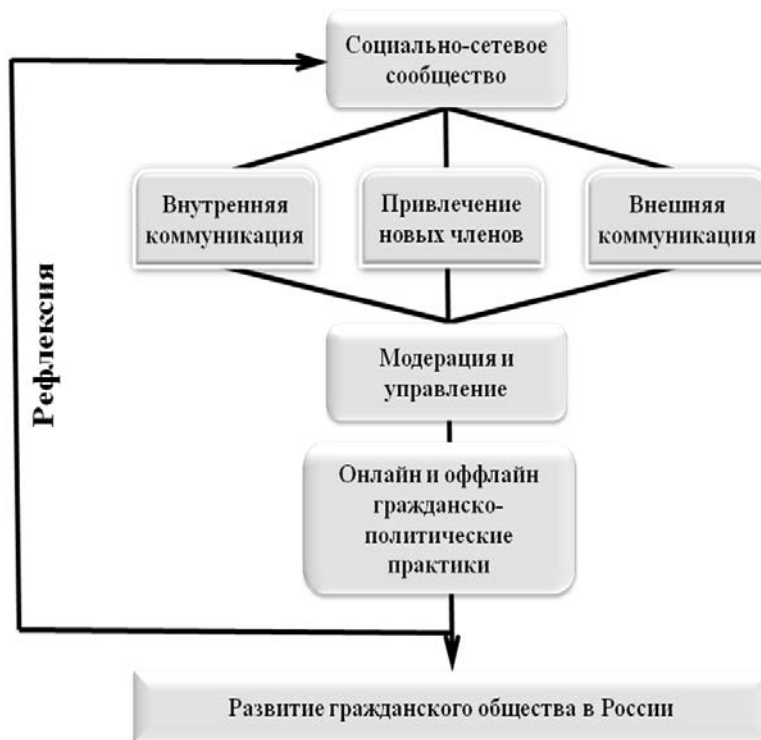 Социально-сетевое
сообщество
Внутренняя
коммуникация
Привлечение
новых членов
Внешняя
коммуникация
Рефлексия
Модерация и
управление
Онлайн и оффлайн
гражданско-
политические
практики
Развитие гражданского общества в России